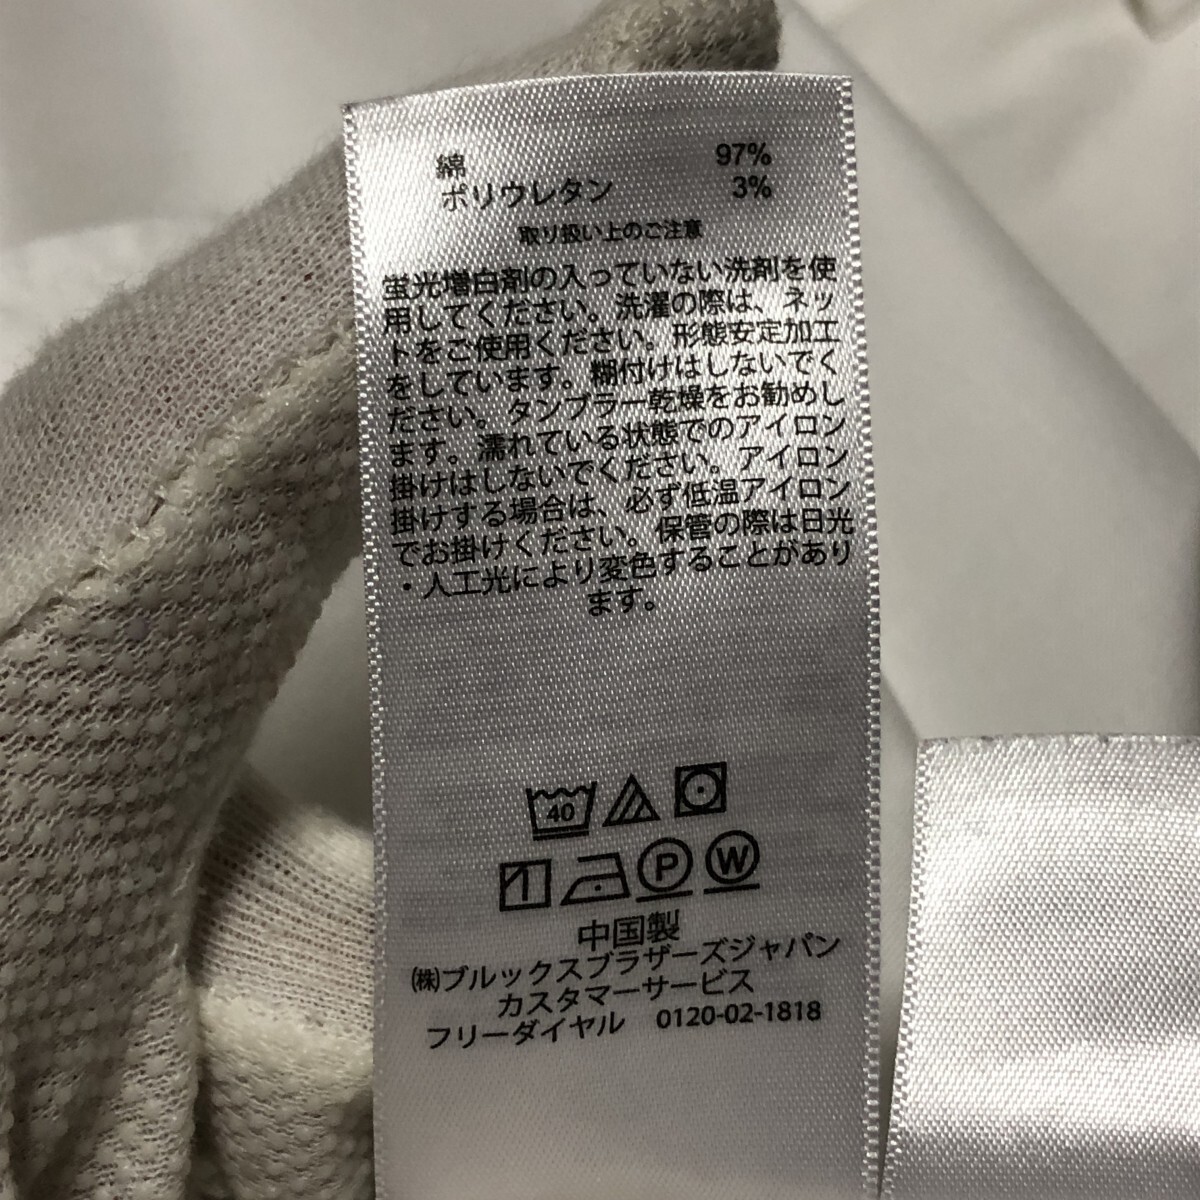 綿 97%
ポリウレタン 3%
取り扱い上のご注意
蛍光増白剤の入っていない洗剤を使
用してください。洗濯の際は、ネッ
トをご使用ください。形態安定加工
をしています。糊付けはしないでく
ださい。タンブラー乾燥をお勧めし
ます。濡れている状態でのアイロン
掛けはしないでください。アイロン
掛けする場合は、必ず低温アイロン
でお掛けください。保管の際は日光
・人工光により変色することがあり
ます。
40
P W
中国製
㈱ブルックスブラザーズジャパン
カスタマーサービス
フリーダイヤル 0120-02-1818